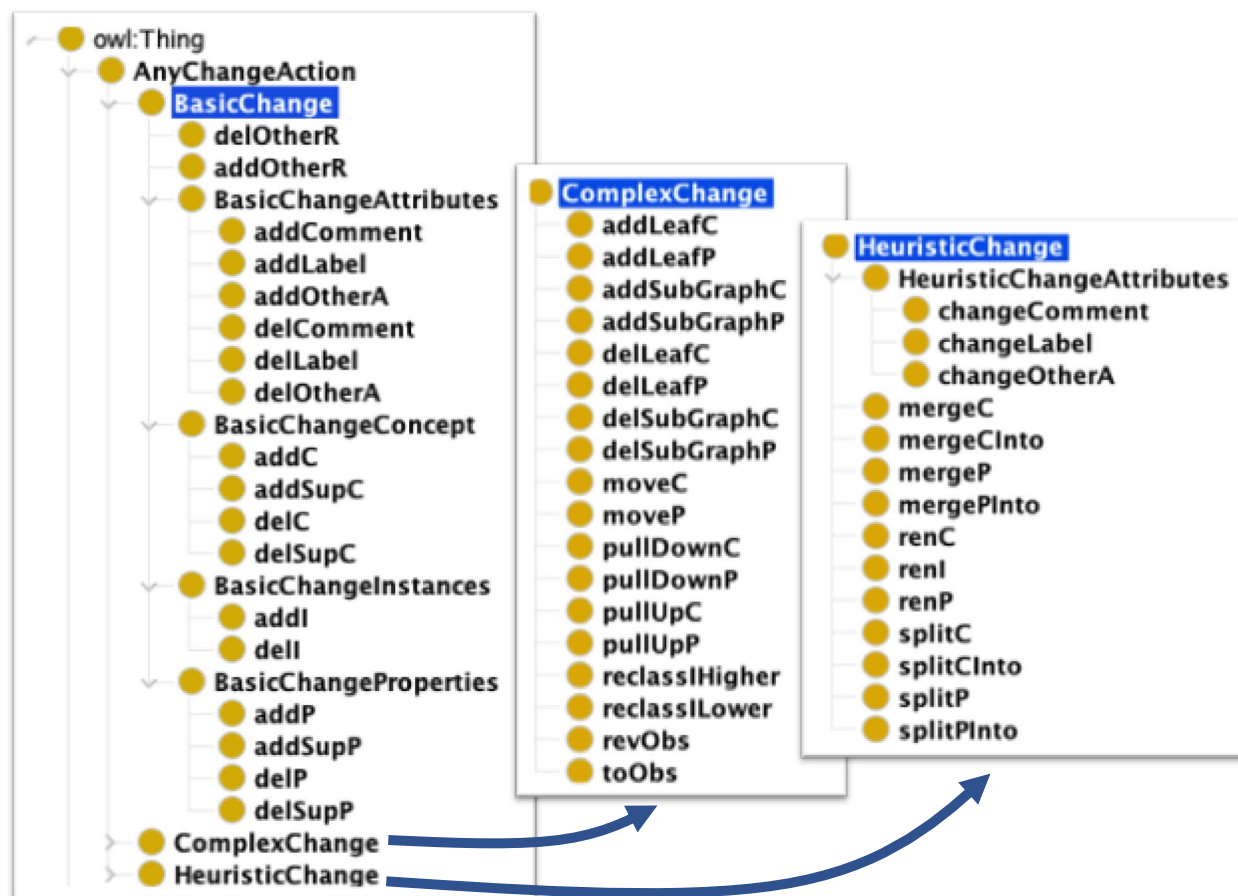 owl:Thing
AnyChangeAction
BasicChange
delOtherR
addOtherR
BasicChangeAttributes
addComment
addLabel
addOtherA
delComment
delLabel
delOtherA
BasicChangeConcept
addC
addSupC
delC
delSupC
BasicChangeInstances
addI
delI
BasicChangeProperties
addP
addSupP
delP
delSupP
ComplexChange
HeuristicChange
ComplexChange
addLeafC
addLeafP
addSubGraphC
addSubGraphP
delLeafC
delLeafP
delSubGraphC
delSubGraphP
moveC
moveP
pullDownC
pullDownP
pullUpC
pullUpP
reclassIHigher
reclassILower
revObs
toObs
HeuristicChange
HeuristicChangeAttributes
changeComment
changeLabel
changeOtherA
mergeC
mergeCInto
mergeP
mergePInto
renC
renI
renP
splitC
splitCInto
splitP
splitPInto